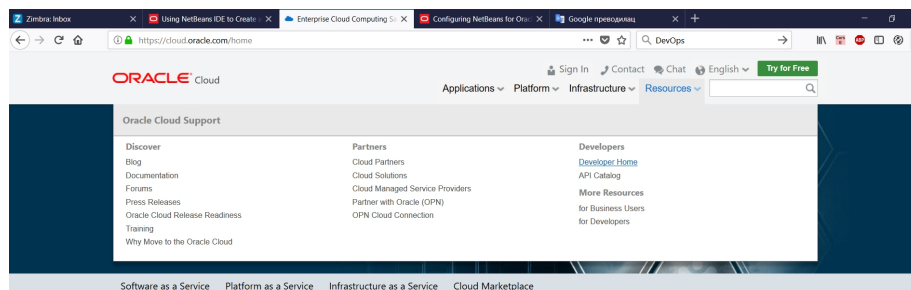 Zimbra: Inbox
Using NetBeans IDE to Create
Enterprise Cloud Computing Sa
Configuring NetBeans for Orac
Google преводилац
https://cloud.oracle.com/home
DevOps
ORACLE Cloud
Sign In Contact Chat English Try for Free
Applications Platform Infrastructure Resources
Oracle Cloud Support
Discover
Blog
Documentation
Forums
Press Releases
Oracle Cloud Release Readiness
Training
Why Move to the Oracle Cloud
Partners
Cloud Partners
Cloud Solutions
Cloud Managed Service Providers
Partner with Oracle (OPN)
OPN Cloud Connection
Developers
Developer Home
API Catalog
More Resources
for Business Users
for Developers
Software as a Service Platform as a Service Infrastructure as a Service Cloud Marketplace